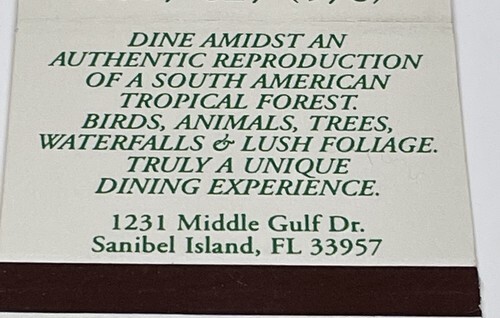 DINE AMIDST AN
AUTHENTIC REPRODUCTION
OF A SOUTH AMERICAN
TROPICAL FOREST.
BIRDS, ANIMALS, TREES,
WATERFALLS & LUSH FOLIAGE.
TRULY A UNIQUE
DINING EXPERIENCE.
1231 Middle Gulf Dr.
Sanibel Island, FL 33957